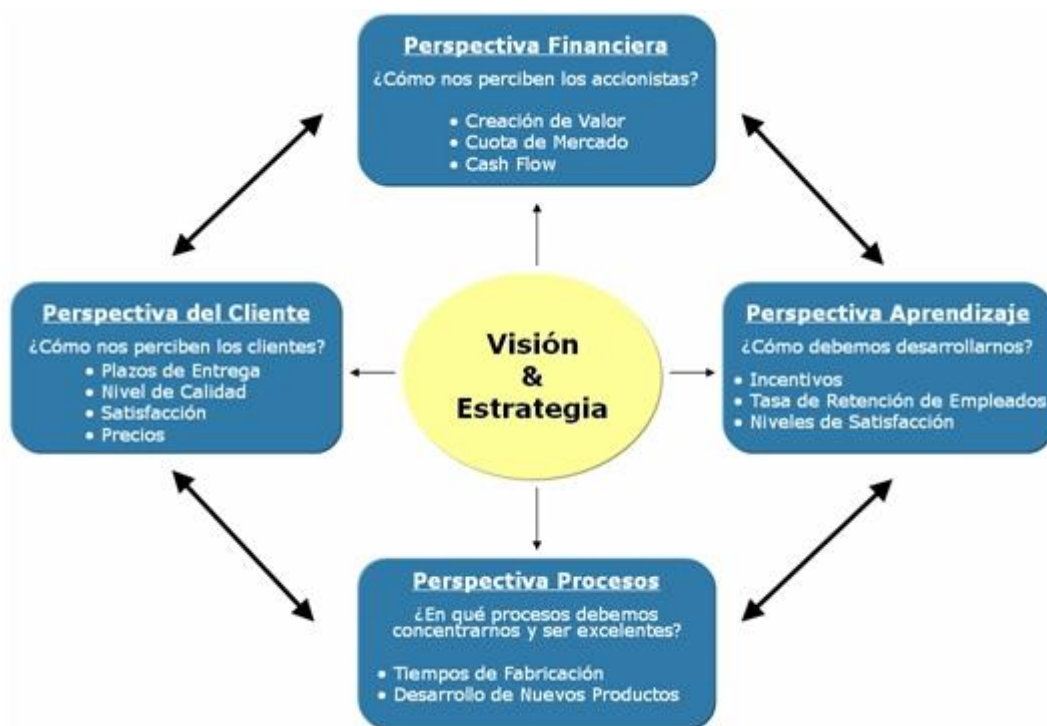 Perspectiva Financiera
¿Cómo nos perciben los accionistas?
• Creación de Valor
• Cuota de Mercado
• Cash Flow
Perspectiva del Cliente
¿Cómo nos perciben los clientes?
• Plazos de Entrega
• Nivel de Calidad
• Satisfacción
• Precios
Visión
&
Estrategia
Perspectiva Aprendizaje
¿Cómo debemos desarrollarnos?
• Incentivos
• Tasa de Retención de Empleados
• Niveles de Satisfacción
Perspectiva Procesos
¿En qué procesos debemos
concentrarnos y ser excelentes?
• Tiempos de Fabricación
• Desarrollo de Nuevos Productos